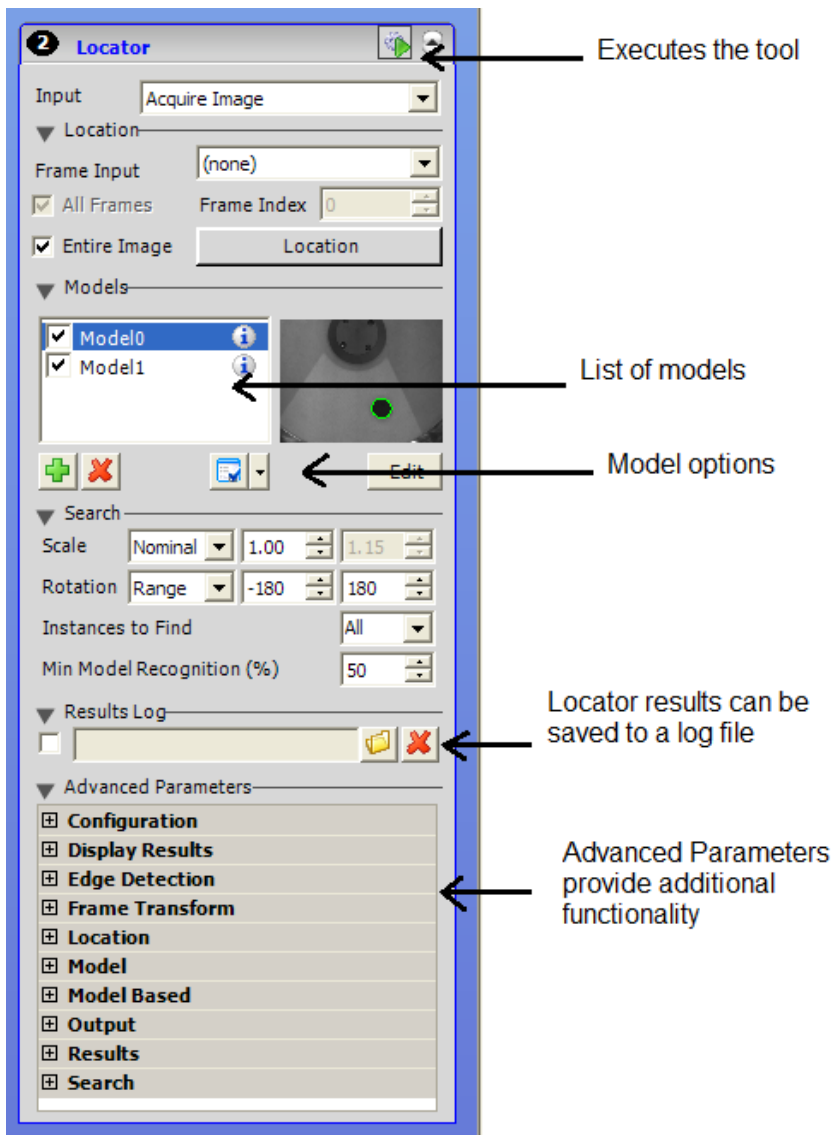 2 Locator
Executes the tool
Input Acquire Image
Location
Frame Input (none)
All Frames Frame Index 0
Entire Image Location
Models
Model0
Model1
List of models
Model options
Edit
Search
Scale Nominal 1.00 1.15
Rotation Range -180 180
Instances to Find All
Min Model Recognition (%) 50
Results Log
Locator results can be
saved to a log file
Advanced Parameters
Configuration
Display Results
Edge Detection
Frame Transform
Location
Model
Model Based
Output
Results
Search
Advanced Parameters
provide additional
functionality